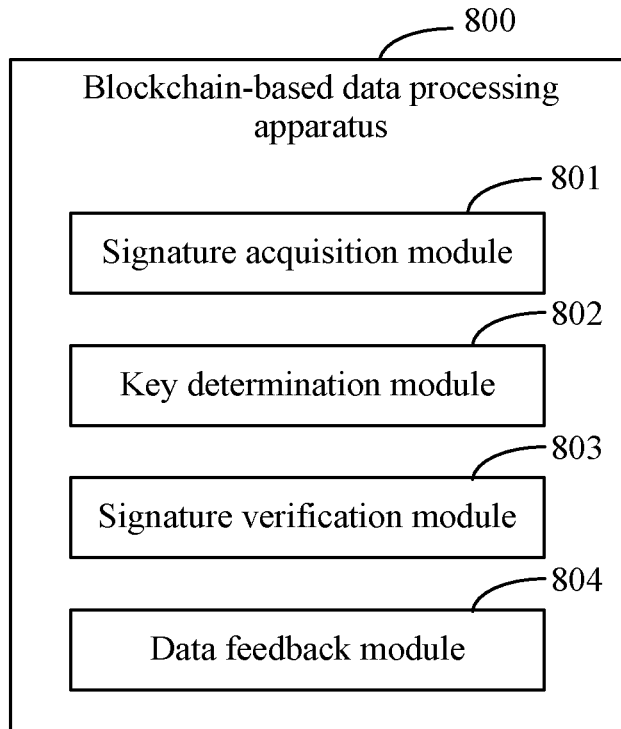 800
Blockchain-based data processing
apparatus
801
Signature acquisition module
802
Key determination module
803
Signature verification module
804
Data feedback module